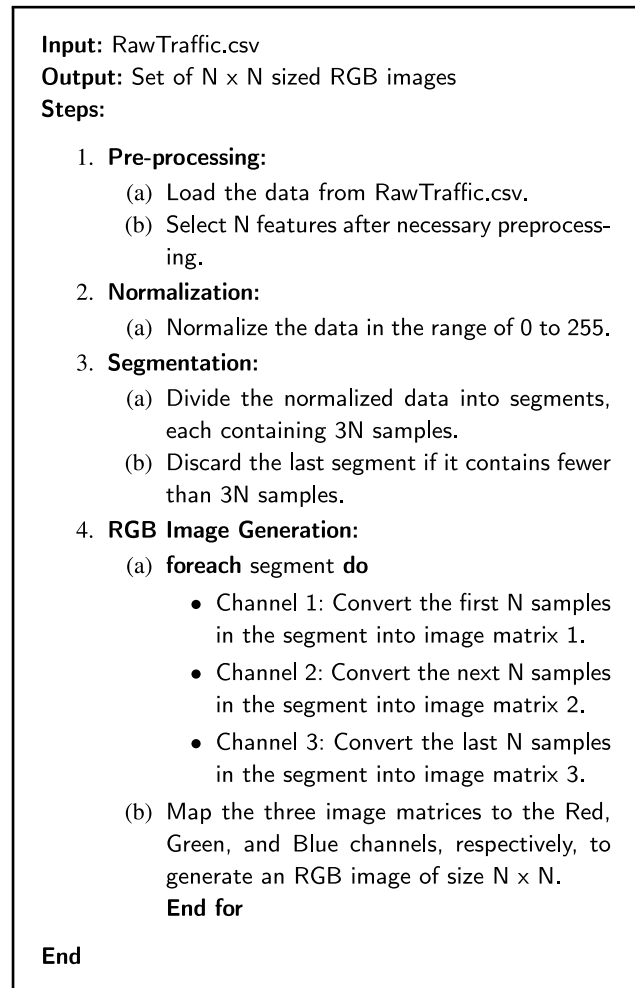 Input: RawTraffic.csv
Output: Set of N × N sized RGB images
Steps:
1. Pre-processing:
(a) Load the data from RawTraffic.csv.
(b) Select N features after necessary preprocess-
ing.
2. Normalization:
(a) Normalize the data in the range of 0 to 255.
3. Segmentation:
(a) Divide the normalized data into segments,
each containing 3N samples.
(b) Discard the last segment if it contains fewer
than 3N samples.
4. RGB Image Generation:
(a) foreach segment do
• Channel 1: Convert the first N samples
in the segment into image matrix 1.
• Channel 2: Convert the next N samples
in the segment into image matrix 2.
• Channel 3: Convert the last N samples
in the segment into image matrix 3.
(b) Map the three image matrices to the Red,
Green, and Blue channels, respectively, to
generate an RGB image of size N × N.
End for
End